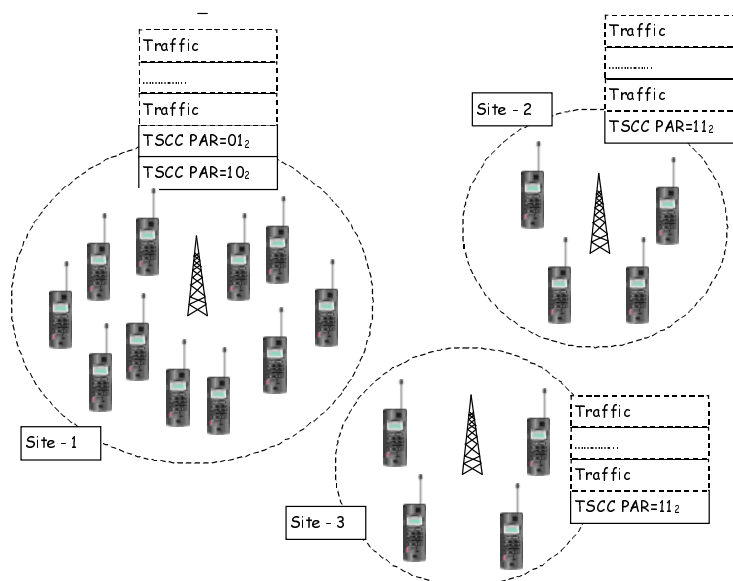 Traffic
..............
Traffic
TSCC PAR=01₂
TSCC PAR=10₂
Site - 1
Site - 2
Traffic
..............
Traffic
TSCC PAR=11₂
Site - 3
Traffic
..............
Traffic
TSCC PAR=11₂